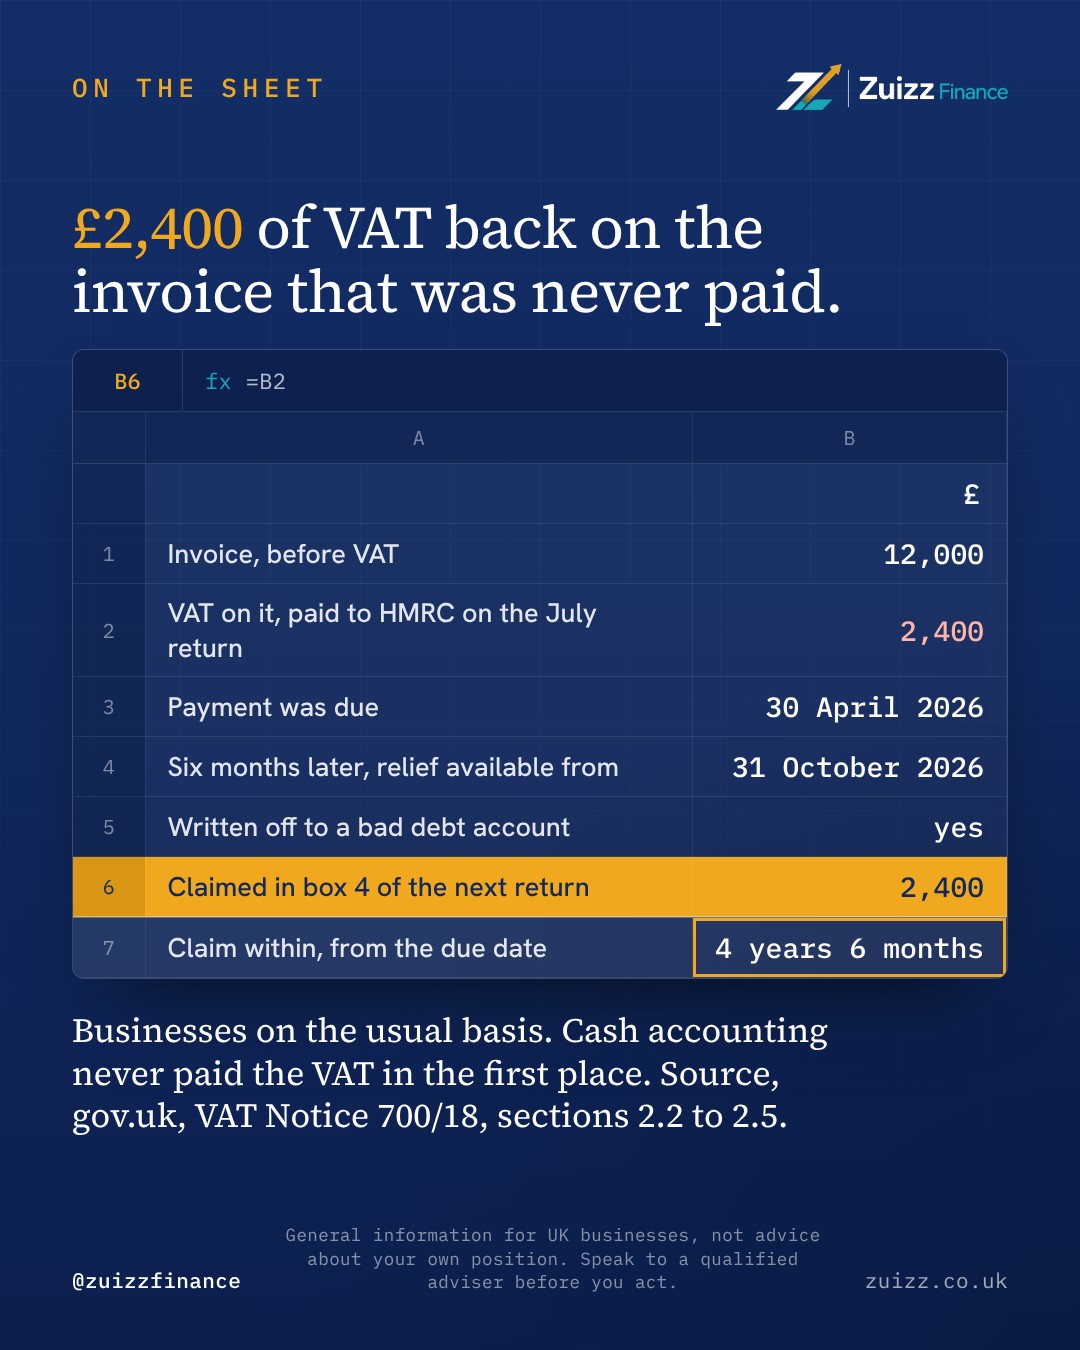 ON THE SHEET
Zuizz Finance
£2,400 of VAT back on the
invoice that was never paid.
B6 fx =B2
A B
£
1 Invoice, before VAT 12,000
2 VAT on it, paid to HMRC on the July
return 2,400
3 Payment was due 30 April 2026
4 Six months later, relief available from 31 October 2026
5 Written off to a bad debt account yes
6 Claimed in box 4 of the next return 2,400
7 Claim within, from the due date 4 years 6 months
Businesses on the usual basis. Cash accounting
never paid the VAT in the first place. Source,
gov.uk, VAT Notice 700/18, sections 2.2 to 2.5.
General information for UK businesses, not advice
about your own position. Speak to a qualified
adviser before you act.
@zuizzfinance
zuizz.co.uk